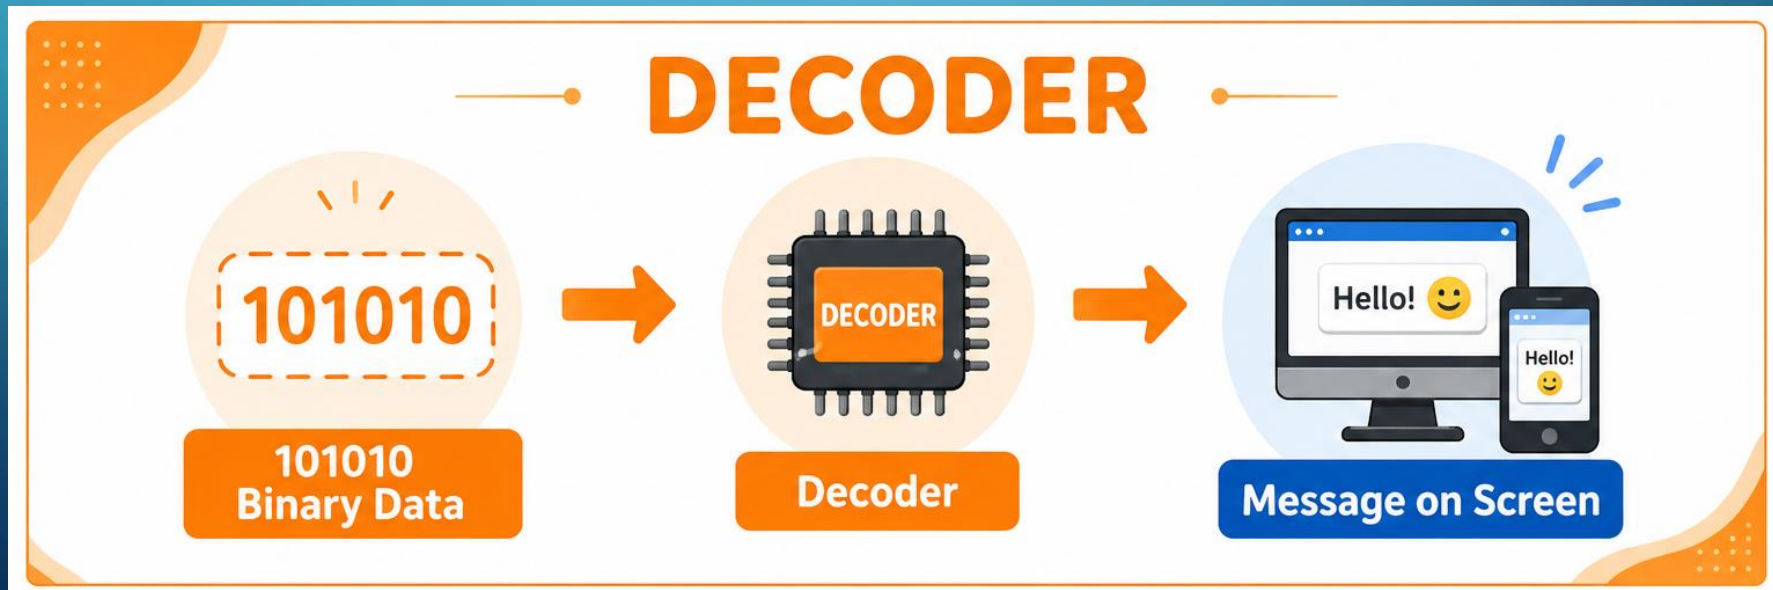 DECODER
101010
DECODER
Hello! 
Hello!
101010
Binary Data
Decoder
Message on Screen